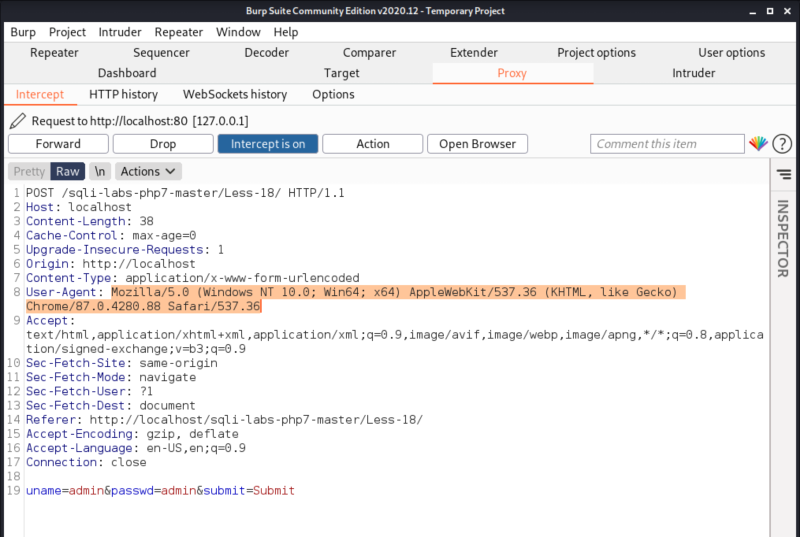 Burp Suite Community Edition v2020.12 - Temporary Project
Burp Project Intruder Repeater Window Help
Repeater Sequencer Decoder Comparer Extender Project options User options
Dashboard Target Proxy Intruder
Intercept HTTP history WebSockets history Options
Request to http://localhost:80 [127.0.0.1]
Forward Drop Intercept is on Action Open Browser Comment this item ?
Pretty Raw \n Actions
INSPECTOR
1 POST /sqli-labs-php7-master/Less-18/ HTTP/1.1
2 Host: localhost
3 Content-Length: 38
4 Cache-Control: max-age=0
5 Upgrade-Insecure-Requests: 1
6 Origin: http://localhost
7 Content-Type: application/x-www-form-urlencoded
8 User-Agent: Mozilla/5.0 (Windows NT 10.0; Win64; x64) AppleWebKit/537.36 (KHTML, like Gecko)
Chrome/87.0.4280.88 Safari/537.36
9 Accept:
text/html,application/xhtml+xml,application/xml;q=0.9,image/avif,image/webp,image/apng,*/*;q=0.8,applic
ation/signed-exchange;v=b3;q=0.9
10 Sec-Fetch-Site: same-origin
11 Sec-Fetch-Mode: navigate
12 Sec-Fetch-User: ?1
13 Sec-Fetch-Dest: document
14 Referer: http://localhost/sqli-labs-php7-master/Less-18/
15 Accept-Encoding: gzip, deflate
16 Accept-Language: en-US,en;q=0.9
17 Connection: close
18
19 uname=admin&passwd=admin&submit=Submit